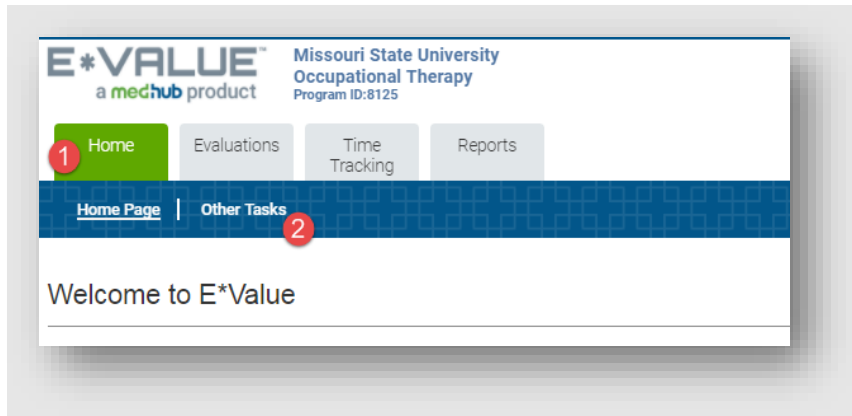 E*VALUE™
a medhub product
Missouri State University
Occupational Therapy
Program ID:8125
Home
Evaluations
Time
Tracking
Reports
1
Home Page
Other Tasks
2
Welcome to E*Value